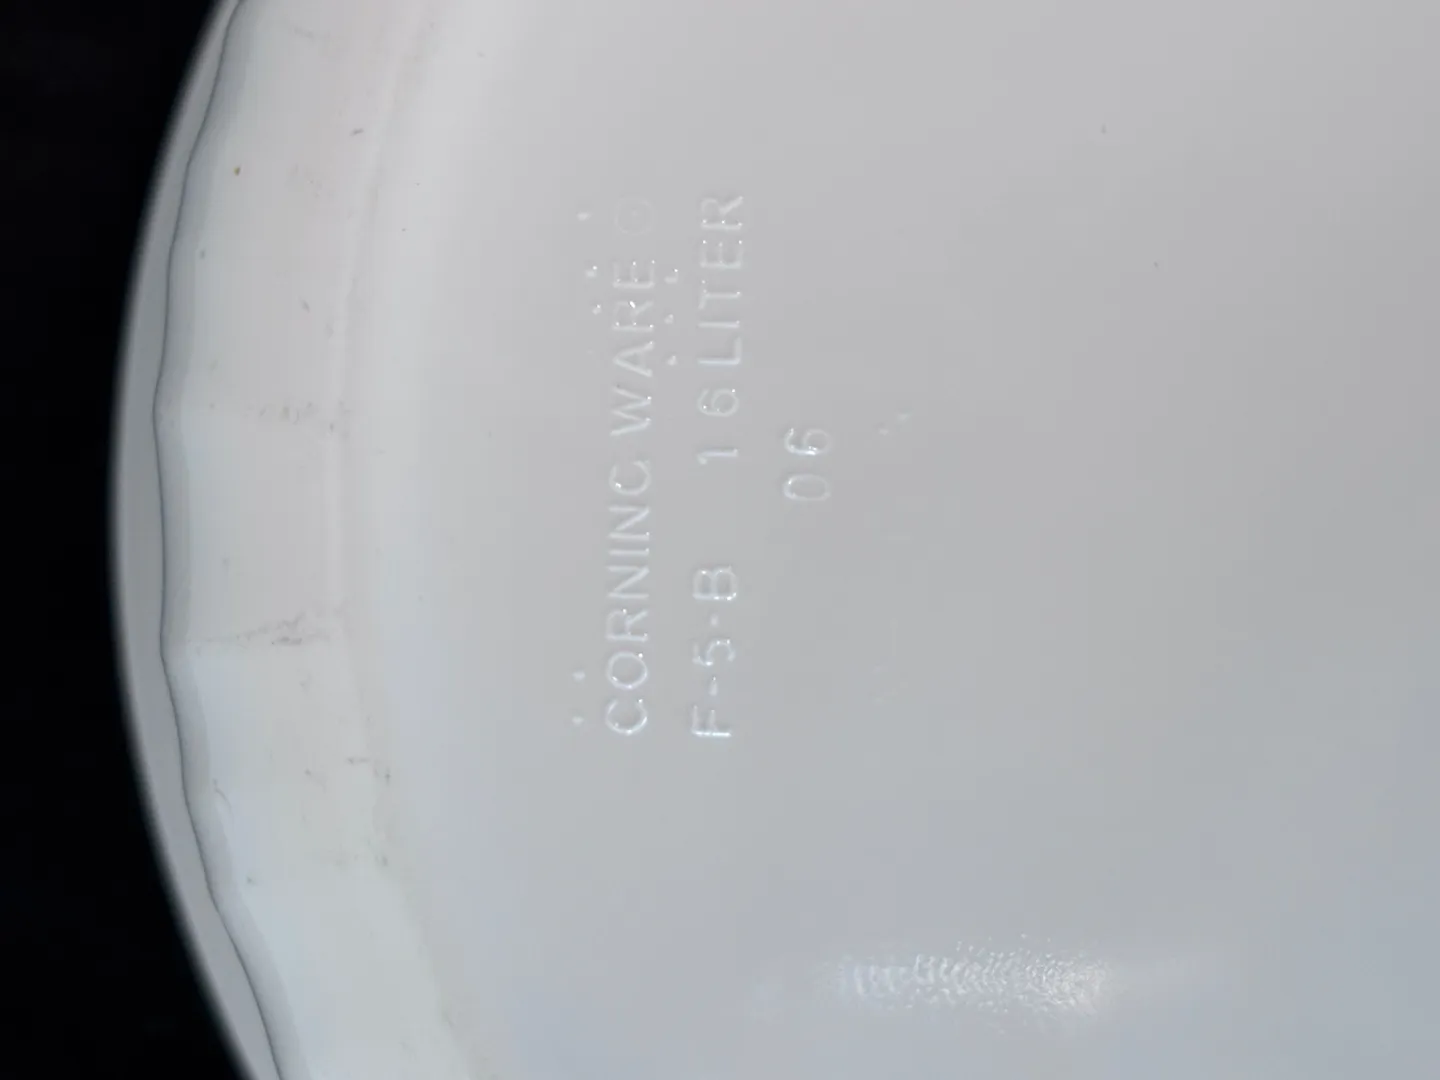 CORNING WARE ®
F-5-B 1 6 LITER
06